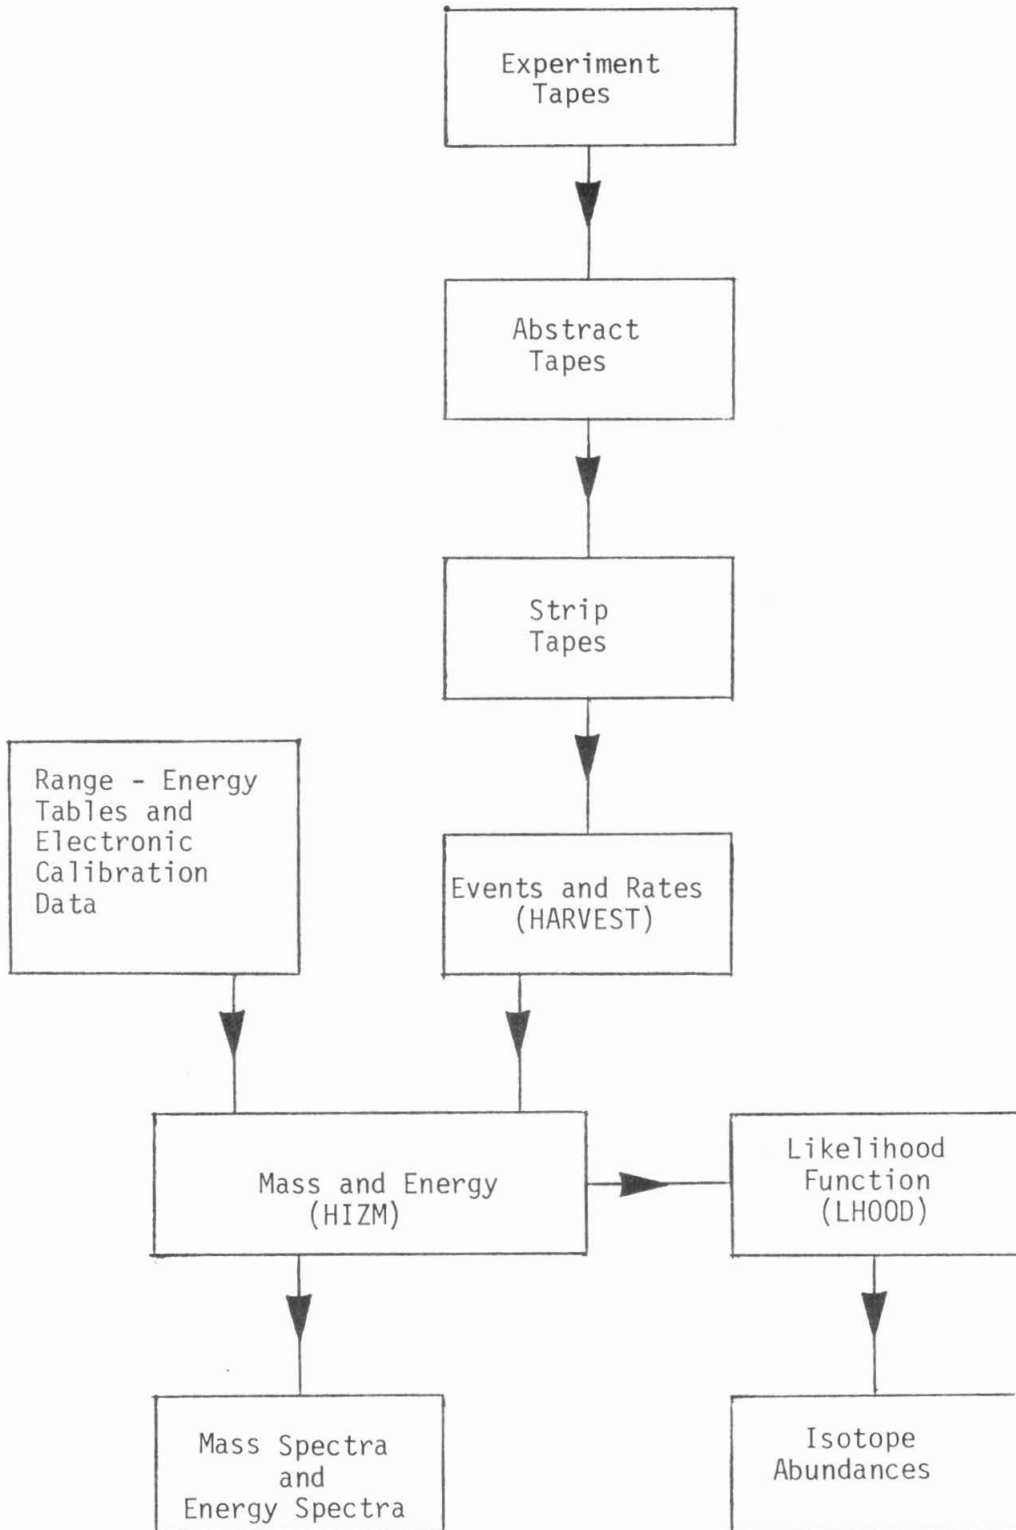 Experiment
Tapes
Abstract
Tapes
Strip
Tapes
Range - Energy
Tables and
Electronic
Calibration
Data
Events and Rates
(HARVEST)
Mass and Energy
(HIZM)
Likelihood
Function
(LHOOD)
Mass Spectra
and
Energy Spectra
Isotope
Abundances